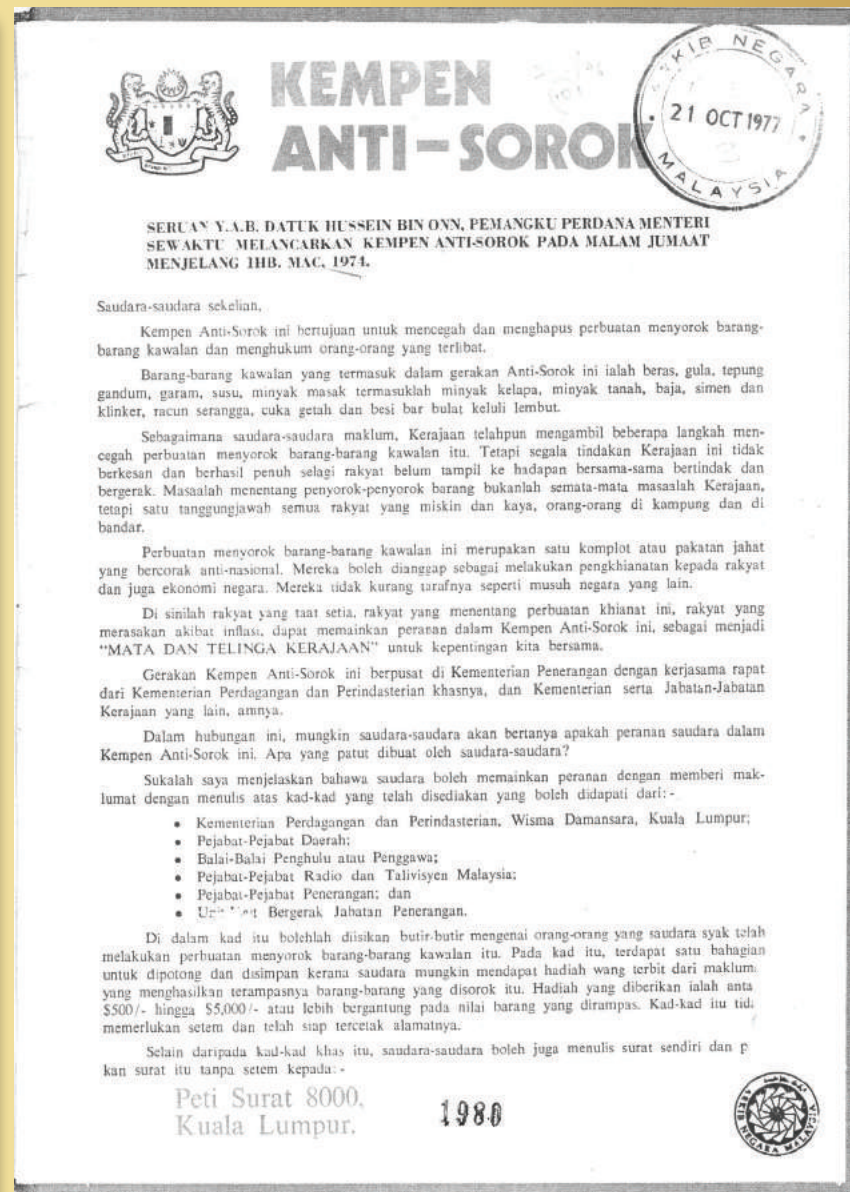 KEMPEN
ANTI-SOROK
ARKIB NEGARA
21 OCT 1977
MALAYSIA
SERUAN Y.A.B. DATUK HUSSEIN BIN ONN, PEMANGKU PERDANA MENTERI
SEWAKTU MELANCARKAN KEMPEN ANTI-SOROK PADA MALAM JUMAAT
MENJELANG 1HB. MAC, 1974.
Saudara-saudara sekelian,
Kempen Anti-Sorok ini bertujuan untuk mencegah dan menghapus perbuatan menyorok barang-
barang kawalan dan menghukum orang-orang yang terlibat.
Barang-barang kawalan yang termasuk dalam gerakan Anti-Sorok ini ialah beras, gula, tepung
gandum, garam, susu, minyak masak termasuklah minyak kelapa, minyak tanah, baja, simen dan
klinker, racun serangga, cuka getah dan besi bar bulat keluli lembut.
Sebagaimana saudara-saudara maklum, Kerajaan telahpun mengambil beberapa langkah men-
cegah perbuatan menyorok barang-barang kawalan itu. Tetapi segala tindakan Kerajaan ini tidak
berkesan dan berhasil penuh selagi rakyat belum tampil ke hadapan bersama-sama bertindak dan
bergerak. Masaalah menentang penyorok-penyorok barang bukanlah semata-mata masaalah Kerajaan,
tetapi satu tanggungjawab semua rakyat yang miskin dan kaya, orang-orang di kampung dan di
bandar.
Perbuatan menyorok barang-barang kawalan ini merupakan satu komplot atau pakatan jahat
yang bercorak anti-nasional. Mereka boleh dianggap sebagai melakukan pengkhianatan kepada rakyat
dan juga ekonomi negara. Mereka tidak kurang tarafnya seperti musuh negara yang lain.
Di sinilah rakyat yang taat setia, rakyat yang menentang perbuatan khianat ini, rakyat yang
merasakan akibat inflasi, dapat memainkan peranan dalam Kempen Anti-Sorok ini, sebagai menjadi
"MATA DAN TELINGA KERAJAAN" untuk kepentingan kita bersama.
Gerakan Kempen Anti-Sorok ini berpusat di Kementerian Penerangan dengan kerjasama rapat
dari Kementerian Perdagangan dan Perindasterian khasnya, dan Kementerian serta Jabatan-Jabatan
Kerajaan yang lain, amnya.
Dalam hubungan ini, mungkin saudara-saudara akan bertanya apakah peranan saudara dalam
Kempen Anti-Sorok ini. Apa yang patut dibuat oleh saudara-saudara?
Sukalah saya menjelaskan bahawa saudara boleh memainkan peranan dengan memberi mak-
lumat dengan menulis atas kad-kad yang telah disediakan yang boleh didapati dari:-
• Kementerian Perdagangan dan Perindasterian, Wisma Damansara, Kuala Lumpur;
• Pejabat-Pejabat Daerah;
• Balai-Balai Penghulu atau Penggawa;
• Pejabat-Pejabat Radio dan Talivisyen Malaysia;
• Pejabat-Pejabat Penerangan; dan
• Bergerak Jabatan Penerangan.
Di dalam kad itu bolehlah diisikan butir-butir mengenai orang-orang yang saudara syak telah
melakukan perbuatan menyorok barang-barang kawalan itu. Pada kad itu, terdapat satu bahagian
untuk dipotong dan disimpan kerana saudara mungkin mendapat hadiah wang terbit dari maklum
yang menghasilkan terampasnya barang-barang yang disorok itu. Hadiah yang diberikan ialah anta
$500/- hingga $5,000/- atau lebih bergantung pada nilai barang yang dirampas. Kad-kad itu tid
memerlukan setem dan telah siap tercetak alamatnya.
Selain daripada kad-kad khas itu, saudara-saudara boleh juga menulis surat sendiri dan p
kan surat itu tanpa setem kepada:-
Peti Surat 8000,
Kuala Lumpur.
1980
ARKIB NEGARA MALAYSIA